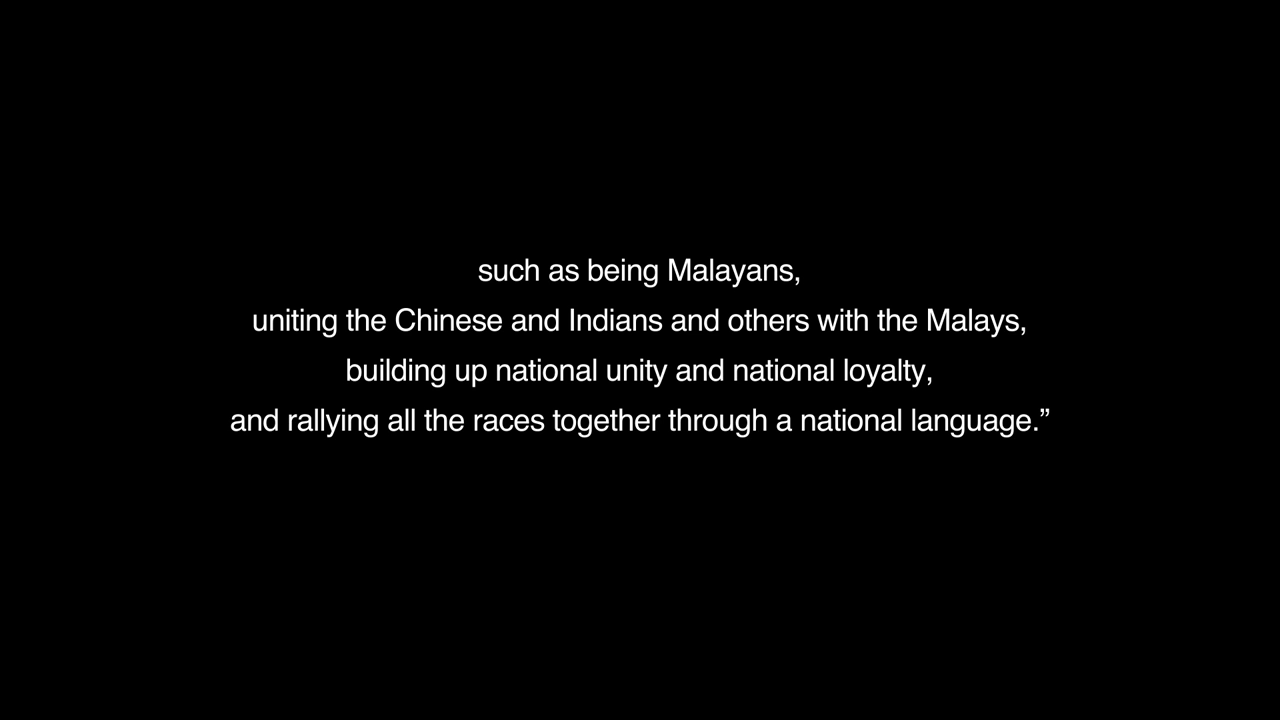 such as being Malayans,
uniting the Chinese and Indians and others with the Malays,
building up national unity and national loyalty,
and rallying all the races together through a national language.”